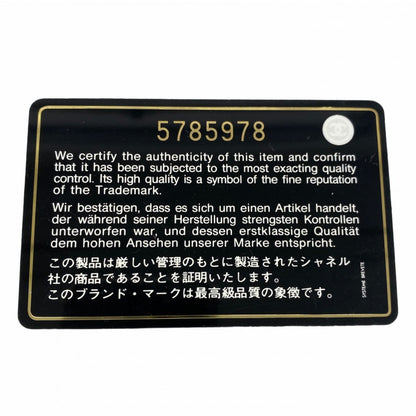 5785978
We certify the authenticity of this item and confirm
that it has been subjected to the most exacting quality
control. Its high quality is a symbol of the fine reputation
of the Trademark.
Wir bestätigen, dass es sich um einen Artikel handelt,
der während seiner Herstellung strengsten Kontrollen
unterworfen war, und dessen erstklassige Qualität
dem hohen Ansehen unserer Marke entspricht.
この製品は厳しい管理のもとに製造されたシャネル
社の商品であることを証明いたします。
このブランド・マークは最高級品質の象徴です。
SYSTEME BREVETE